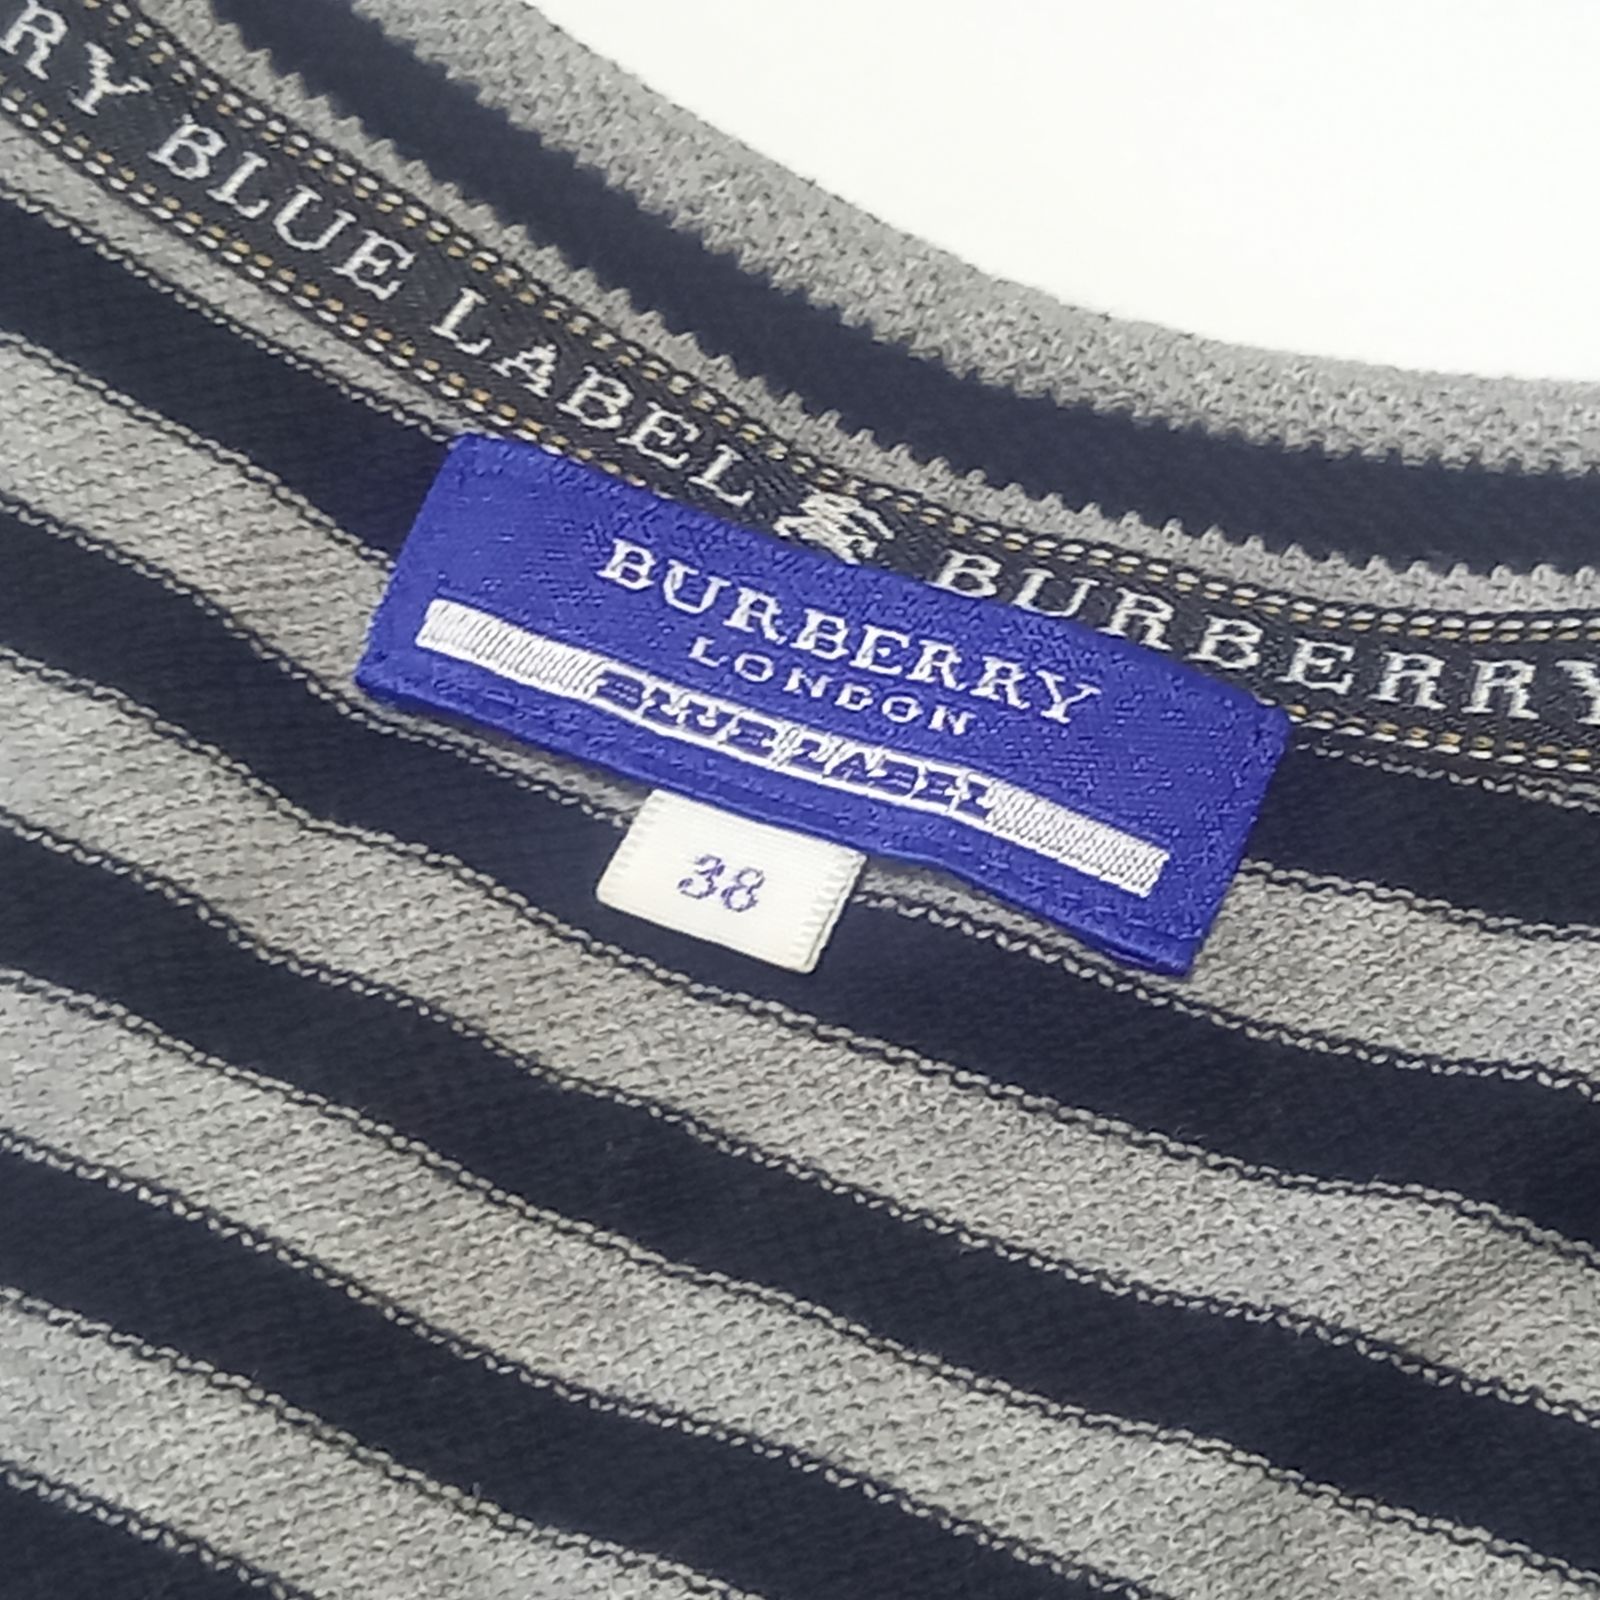 RY BLUE LABEL BURBERRY
BURBERRY
LONDON
BLUE LABEL
38